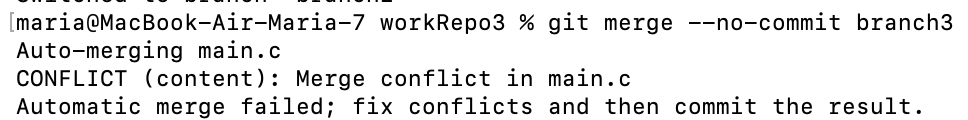 maria@MacBook-Air-Maria-7 workRepo3 % git merge --no-commit branch3
Auto-merging main.c
CONFLICT (content): Merge conflict in main.c
Automatic merge failed; fix conflicts and then commit the result.